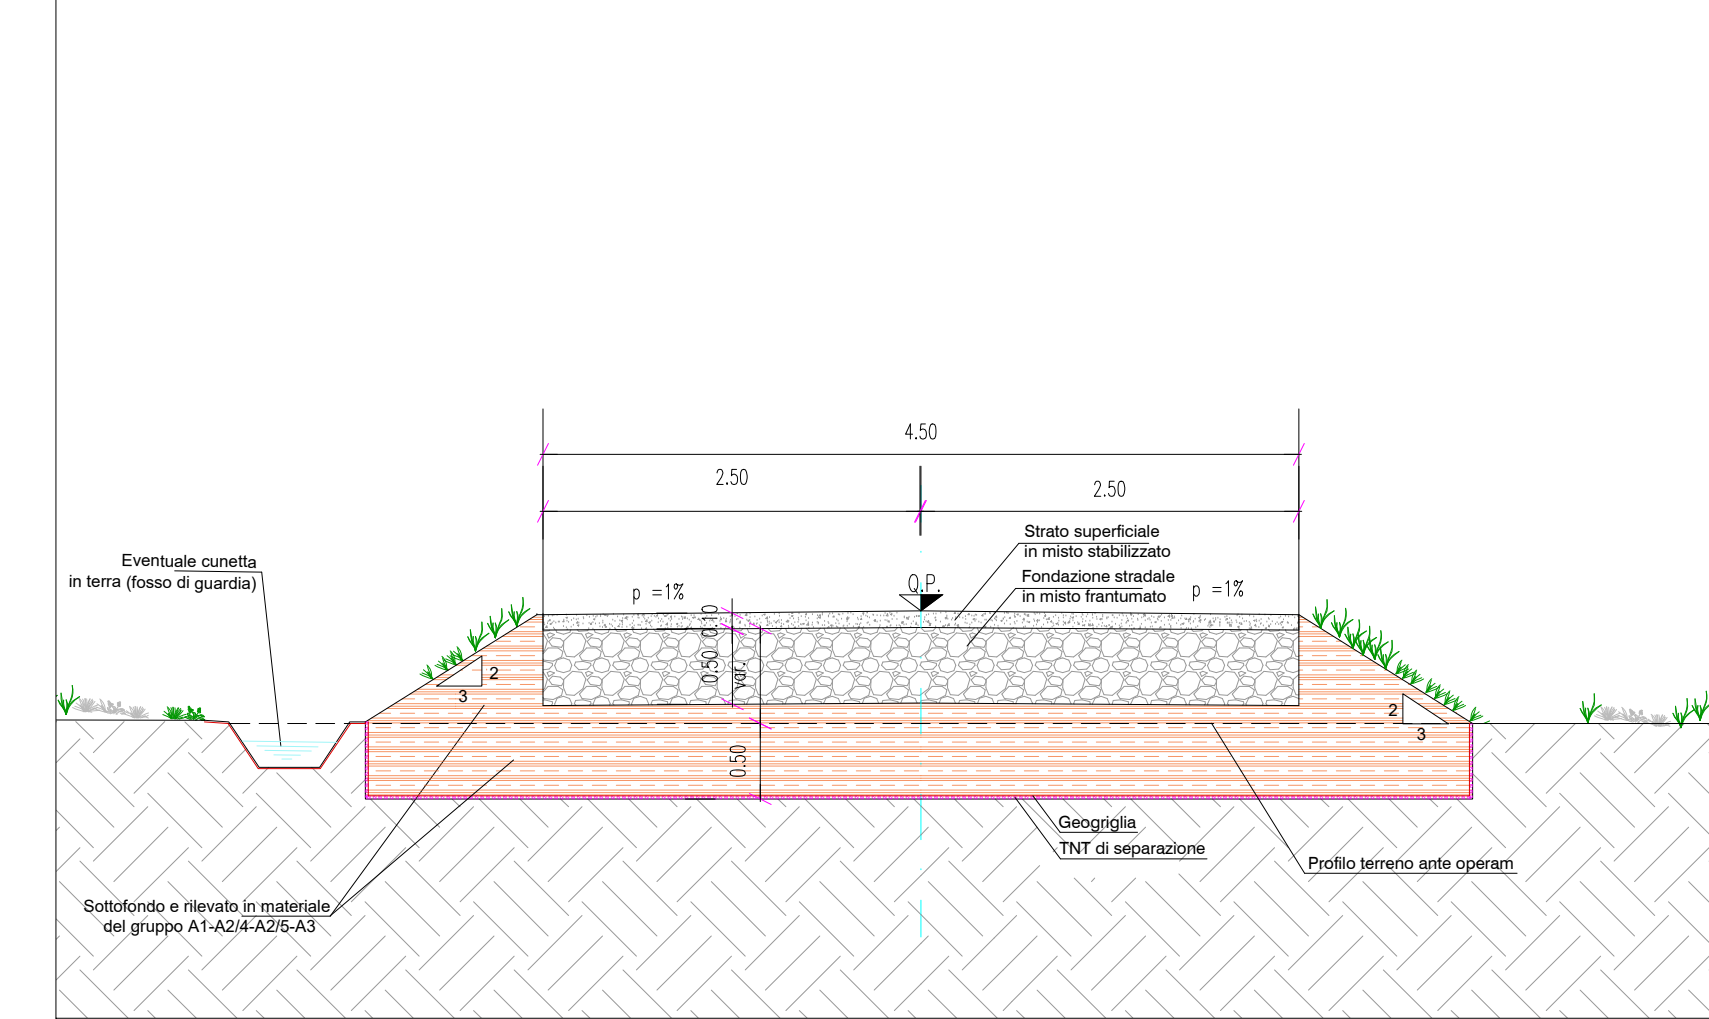 4.50
2.50
2.50
Strato superficiale
in misto stabilizzato
Eventuale cunetta
in terra (fosso di guardia)
Fondazione stradale
in misto frantumato
p =1%
Q.P.
p =1%
0.10
0.50
var.
2
3
2
3
0.50
Geogriglia
TNT di separazione
Profilo terreno ante operam
Sottofondo e rilevato in materiale
del gruppo A1-A2/4-A2/5-A3